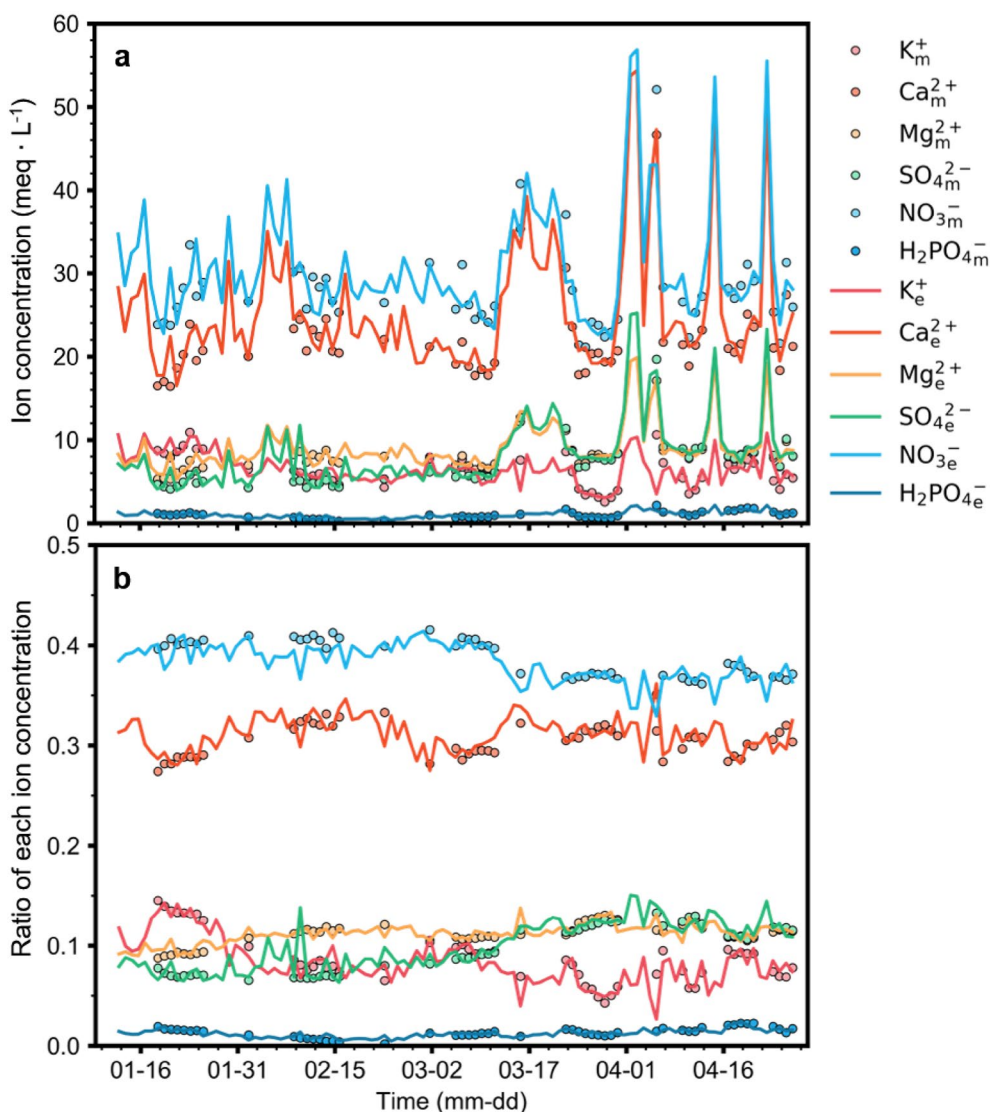 a
Ion concentration (meq · L⁻¹)
60
50
40
30
20
10
0
K⁺ₘ
Ca²⁺ₘ
Mg²⁺ₘ
SO₄²⁻ₘ
NO₃⁻ₘ
H₂PO₄⁻ₘ
K⁺ₑ
Ca²⁺ₑ
Mg²⁺ₑ
SO₄²⁻ₑ
NO₃⁻ₑ
H₂PO₄⁻ₑ
b
Ratio of each ion concentration
0.5
0.4
0.3
0.2
0.1
0.0
01-16 01-31 02-15 03-02 03-17 04-01 04-16
Time (mm-dd)